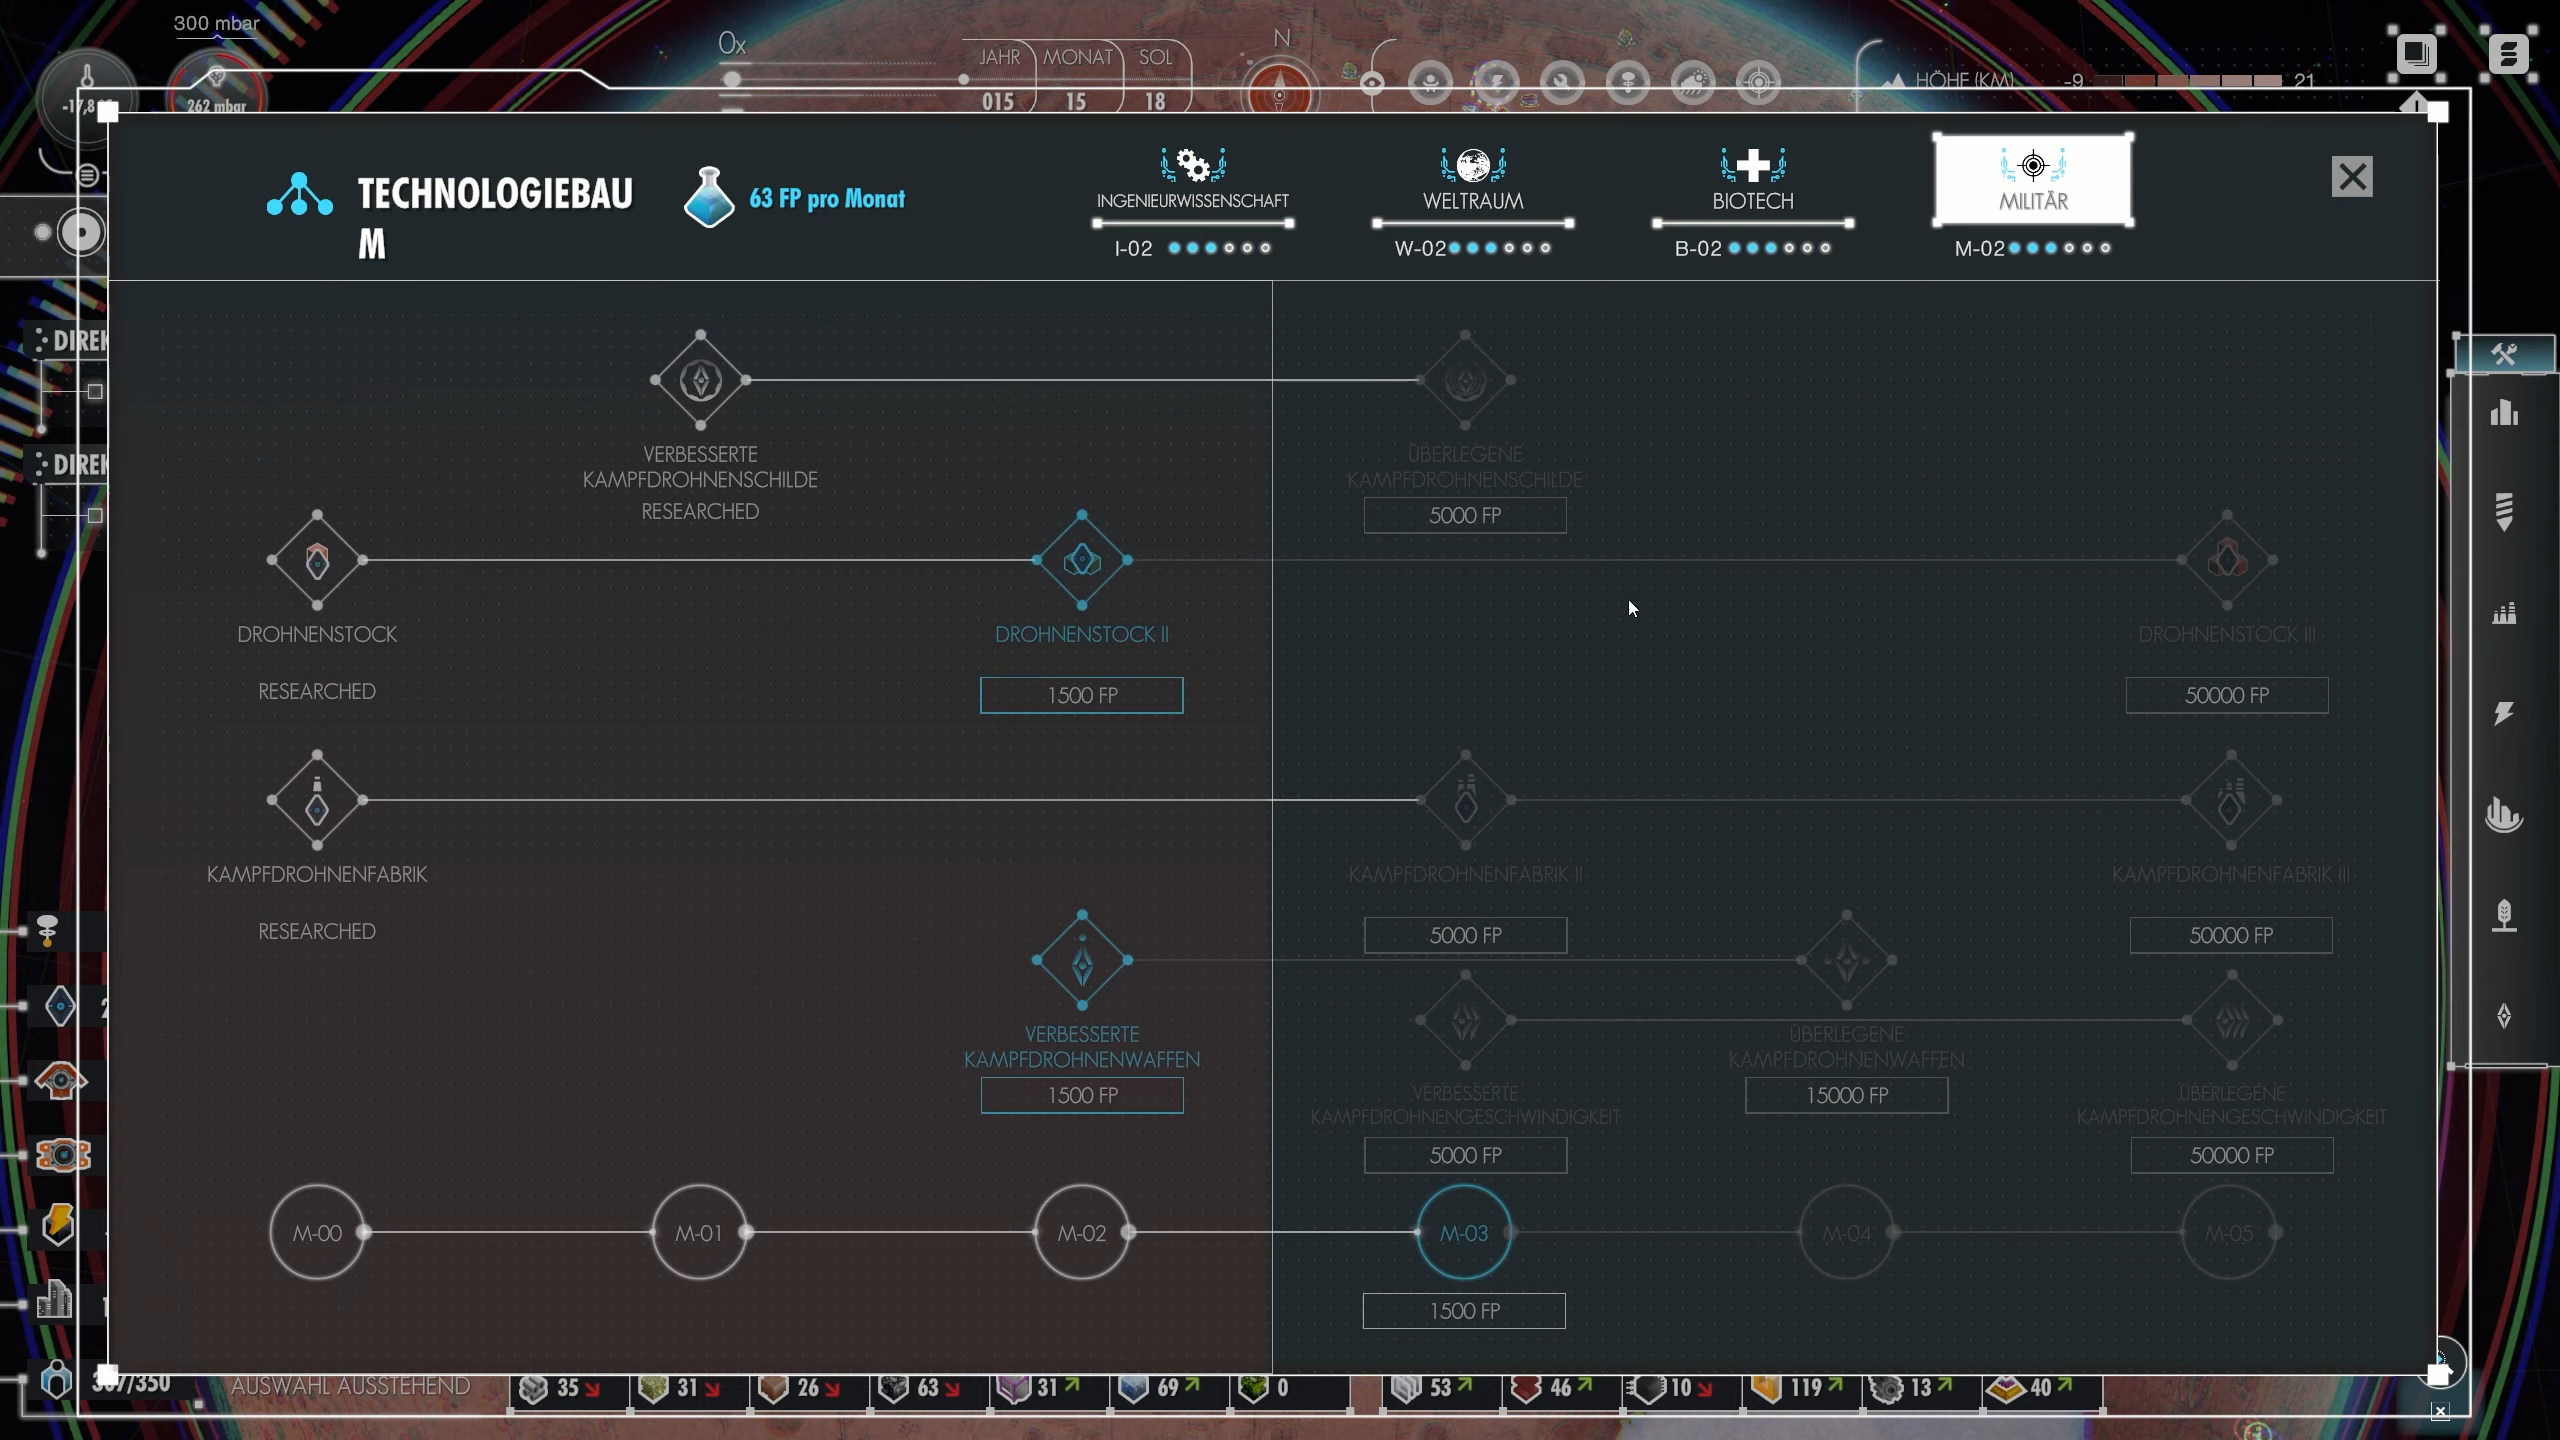 300 mbar
0x
JAHR MONAT SOL
015 15 18
N
HÖHE (KM) -9 21
262 mbar
TECHNOLOGIEBAU
M
63 FP pro Monat
INGENIEURWISSENSCHAFT
I-02
WELTRAUM
W-02
BIOTECH
B-02
MILITÄR
M-02
VERBESSERTE
KAMPFDROHNENSCHILDE
RESEARCHED
ÜBERLEGENE
KAMPFDROHNENSCHILDE
5000 FP
DROHNENSTOCK
RESEARCHED
DROHNENSTOCK II
1500 FP
DROHNENSTOCK III
50000 FP
KAMPFDROHNENFABRIK
RESEARCHED
KAMPFDROHNENFABRIK II
5000 FP
KAMPFDROHNENFABRIK III
50000 FP
VERBESSERTE
KAMPFDROHNENWAFFEN
1500 FP
ÜBERLEGENE
KAMPFDROHNENWAFFEN
15000 FP
VERBESSERTE
KAMPFDROHNENGESCHWINDIGKEIT
5000 FP
ÜBERLEGENE
KAMPFDROHNENGESCHWINDIGKEIT
50000 FP
M-00 M-01 M-02 M-03 M-04 M-05
1500 FP
AUSWAHL AUSSTEHEND
35 31 26 63 31 69 0 53 46 10 119 13 40